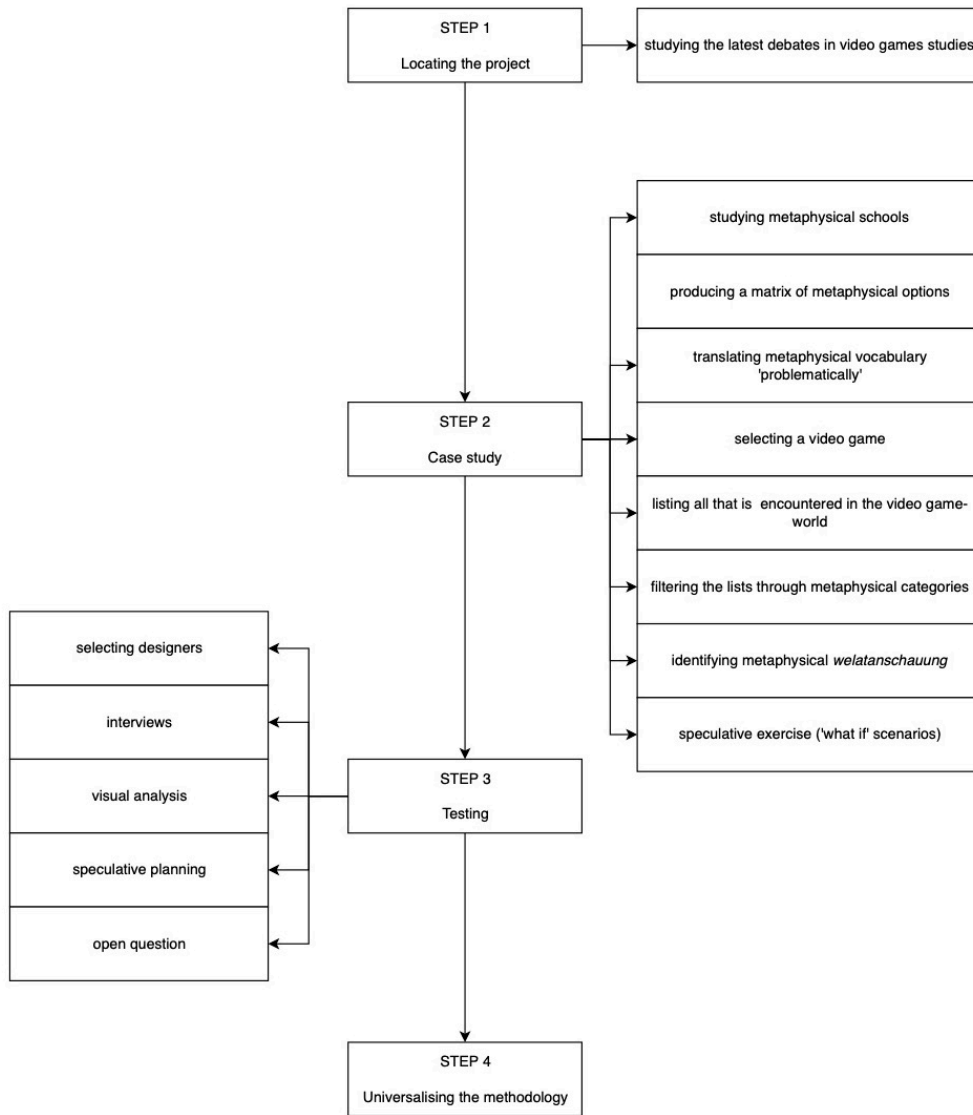 STEP 1
Locating the project
studying the latest debates in video games studies
studying metaphysical schools
producing a matrix of metaphysical options
translating metaphysical vocabulary
'problematically'
STEP 2
Case study
selecting a video game
listing all that is encountered in the video game-
world
filtering the lists through metaphysical categories
identifying metaphysical welatanschauung
speculative exercise ('what if' scenarios)
selecting designers
interviews
visual analysis
speculative planning
open question
STEP 3
Testing
STEP 4
Universalising the methodology